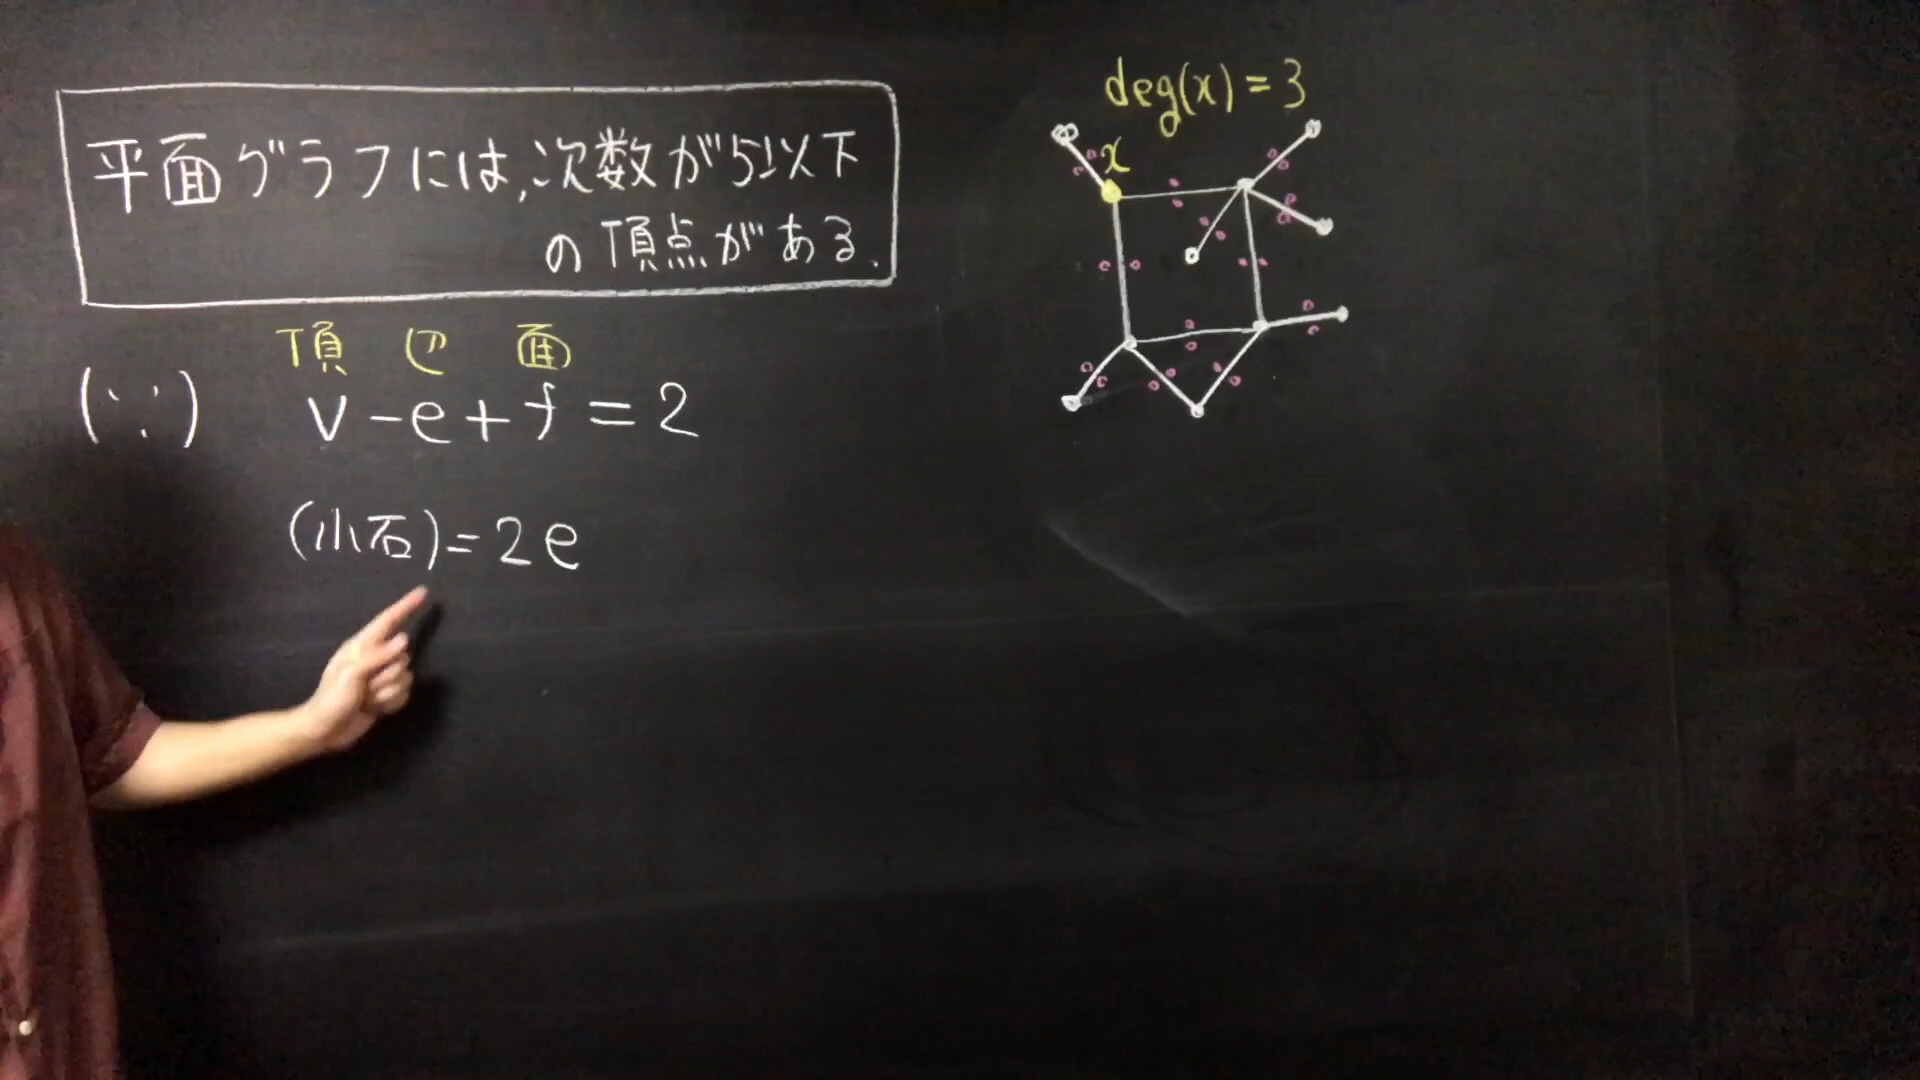 平面グラフには,次数が5以下
の頂点がある.
頂 辺 面
(∵) v-e+f=2
(小石)=2e
deg(x)=3
x